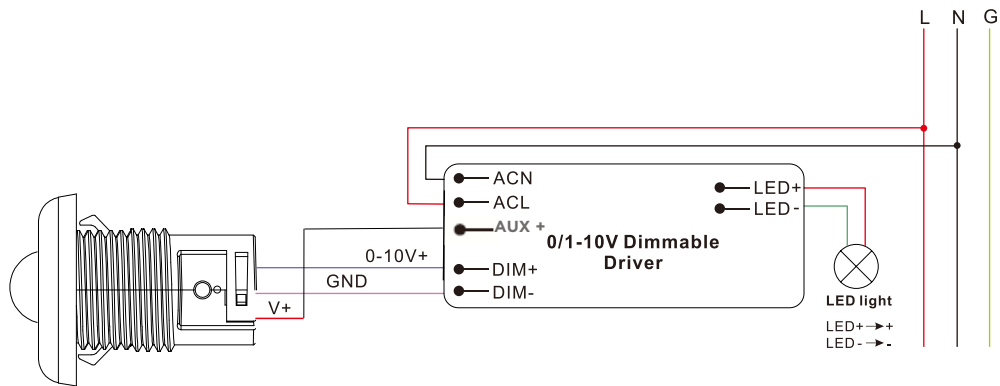 L N G
ACN
ACL
AUX +
LED+
LED-
0/1-10V Dimmable
Driver
0-10V+
DIM+
GND
DIM-
V+
LED light
LED+→+
LED-→-